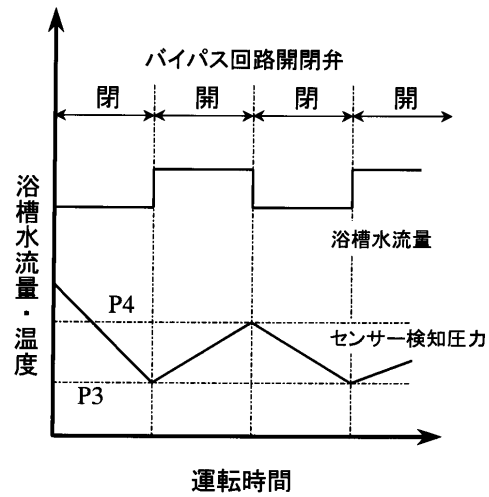 バイパス回路開閉弁
閉 開 閉 開
浴槽水流量・温度
浴槽水流量
P4
センサー検知圧力
P3
運転時間